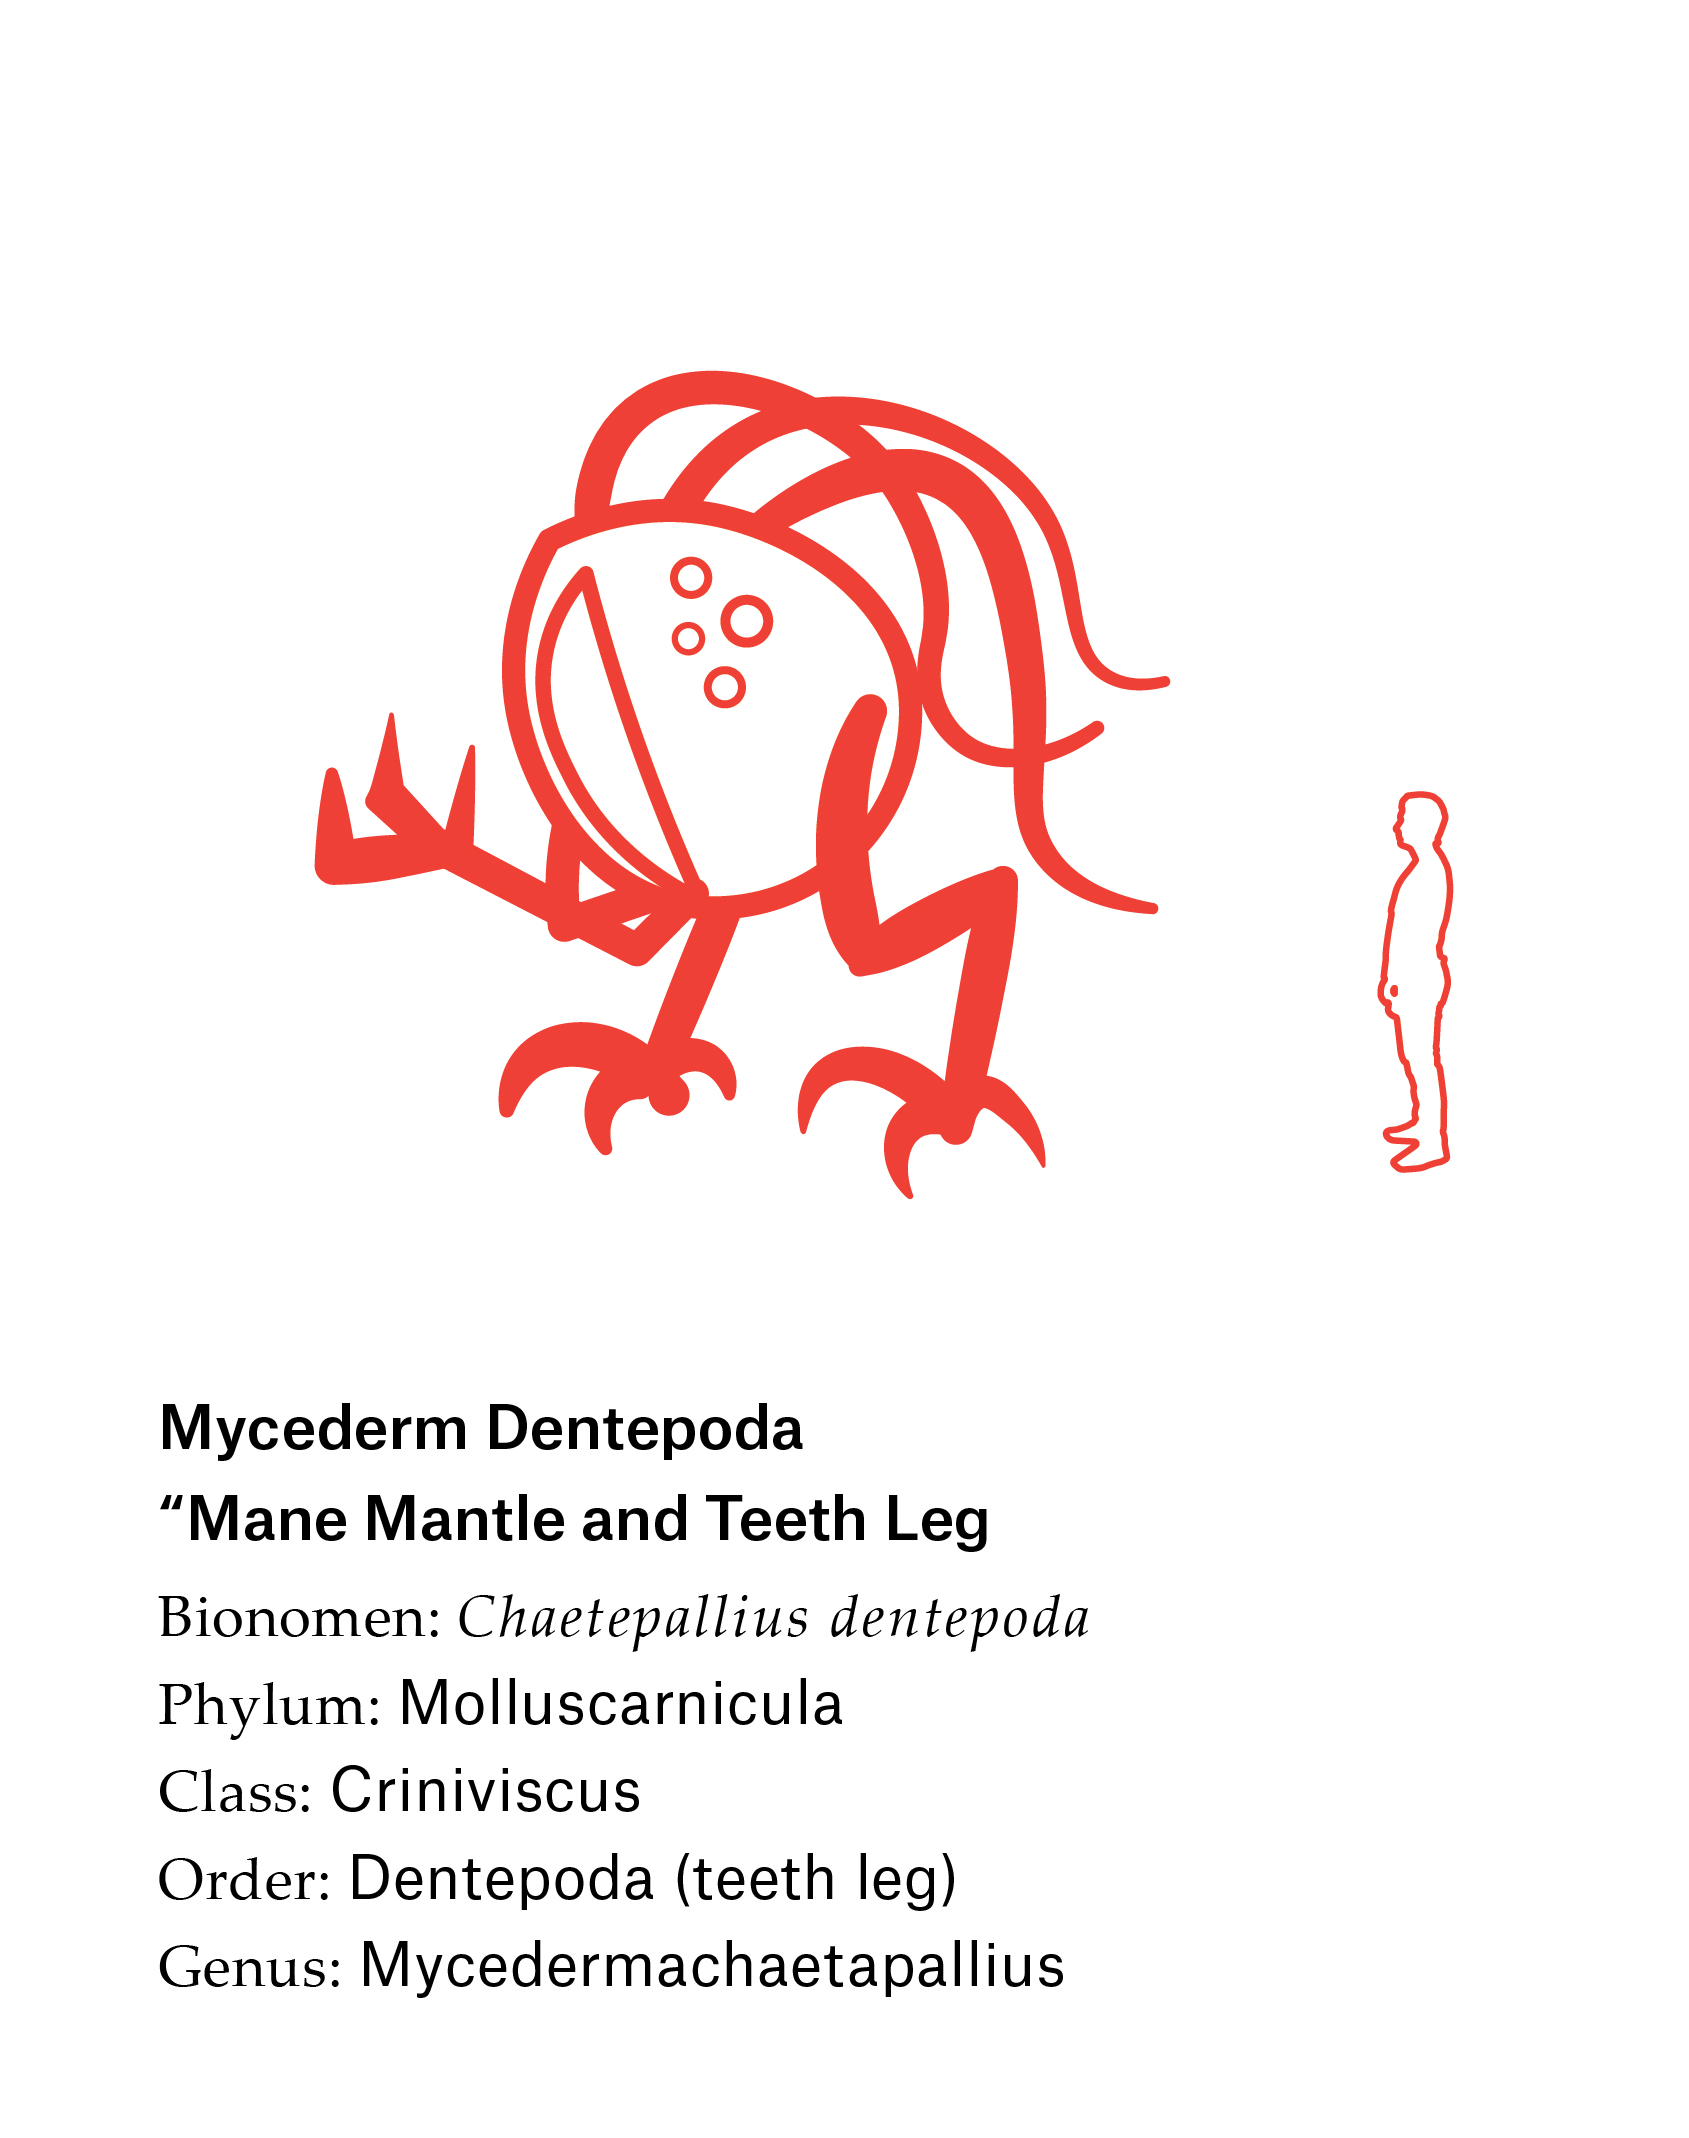 Mycederm Dentepoda
“Mane Mantle and Teeth Leg
Bionomen: Chaetepallius dentepoda
Phylum: Molluscarnicula
Class: Criniviscus
Order: Dentepoda (teeth leg)
Genus: Mycedermachaetapallius